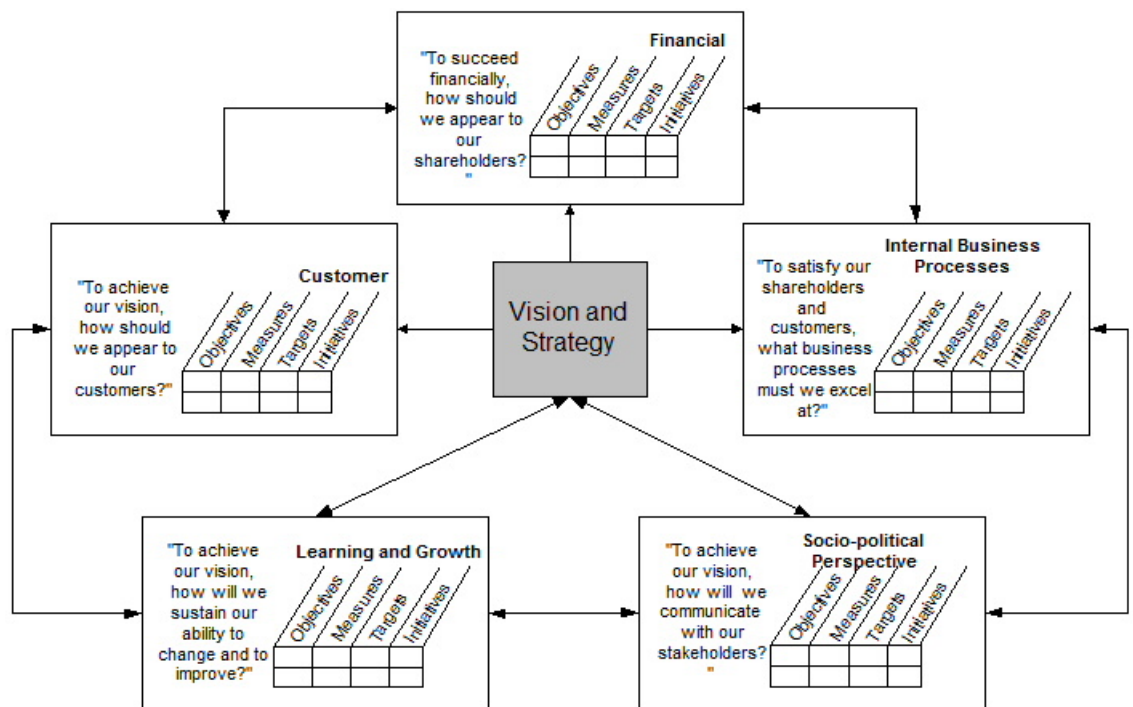 Financial
"To succeed
financially,
how should
we appear to
our
shareholders?
"
Objectives
Measures
Targets
Initiatives
Customer
"To achieve
our vision,
how should
we appear to
our
customers?"
Objectives
Measures
Targets
Initiatives
Vision and
Strategy
Internal Business
Processes
"To satisfy our
shareholders
and
customers,
what business
processes
must we excel
at?"
Objectives
Measures
Targets
Initiatives
Learning and Growth
"To achieve
our vision,
how will we
sustain our
ability to
change and to
improve?"
Objectives
Measures
Targets
Initiatives
Socio-political
Perspective
"To achieve
our vision,
how will we
communicate
with our
stakeholders?
"
Objectives
Measures
Targets
Initiatives